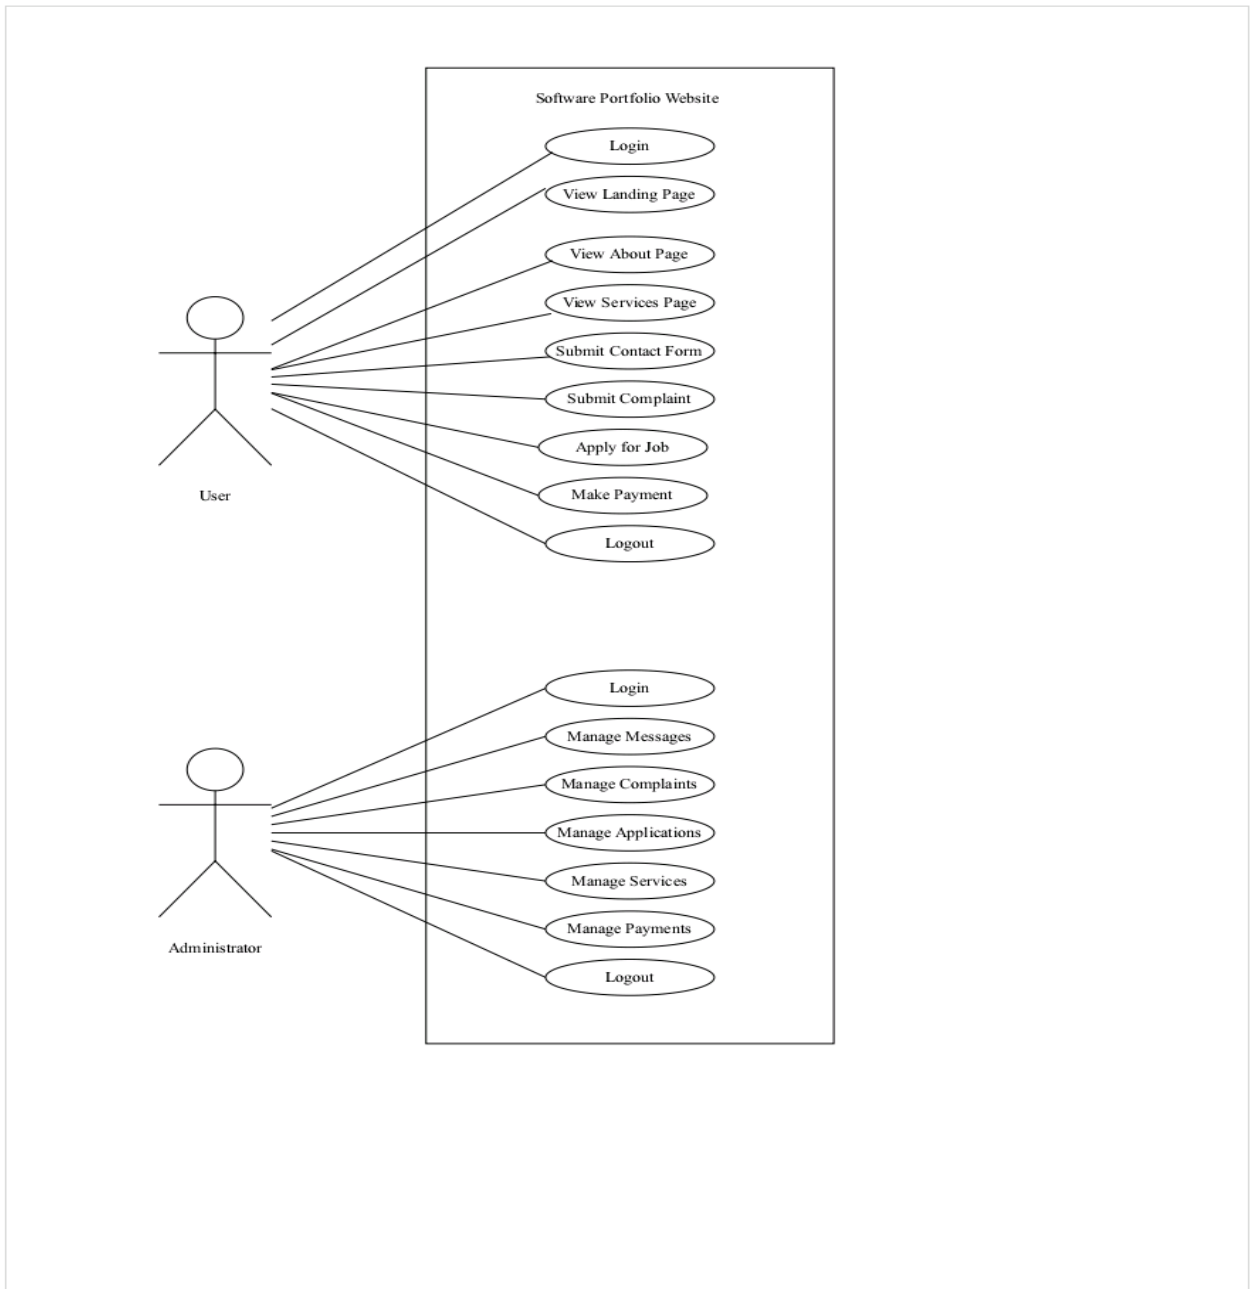 Software Portfolio Website
Login
View Landing Page
View About Page
View Services Page
Submit Contact Form
Submit Complaint
Apply for Job
Make Payment
User
Logout
Login
Manage Messages
Manage Complaints
Manage Applications
Manage Services
Manage Payments
Administrator
Logout